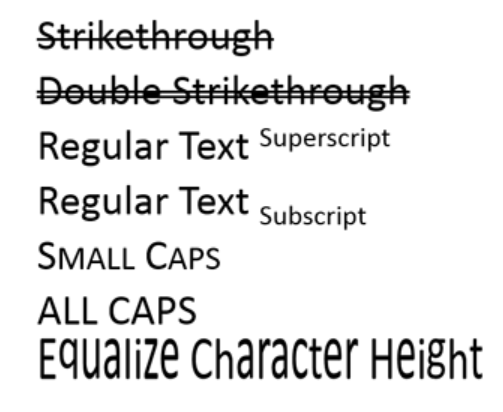 Strikethrough
Double Strikethrough
Regular Text Superscript
Regular Text Subscript
SMALL CAPS
ALL CAPS
Equalize Character Height